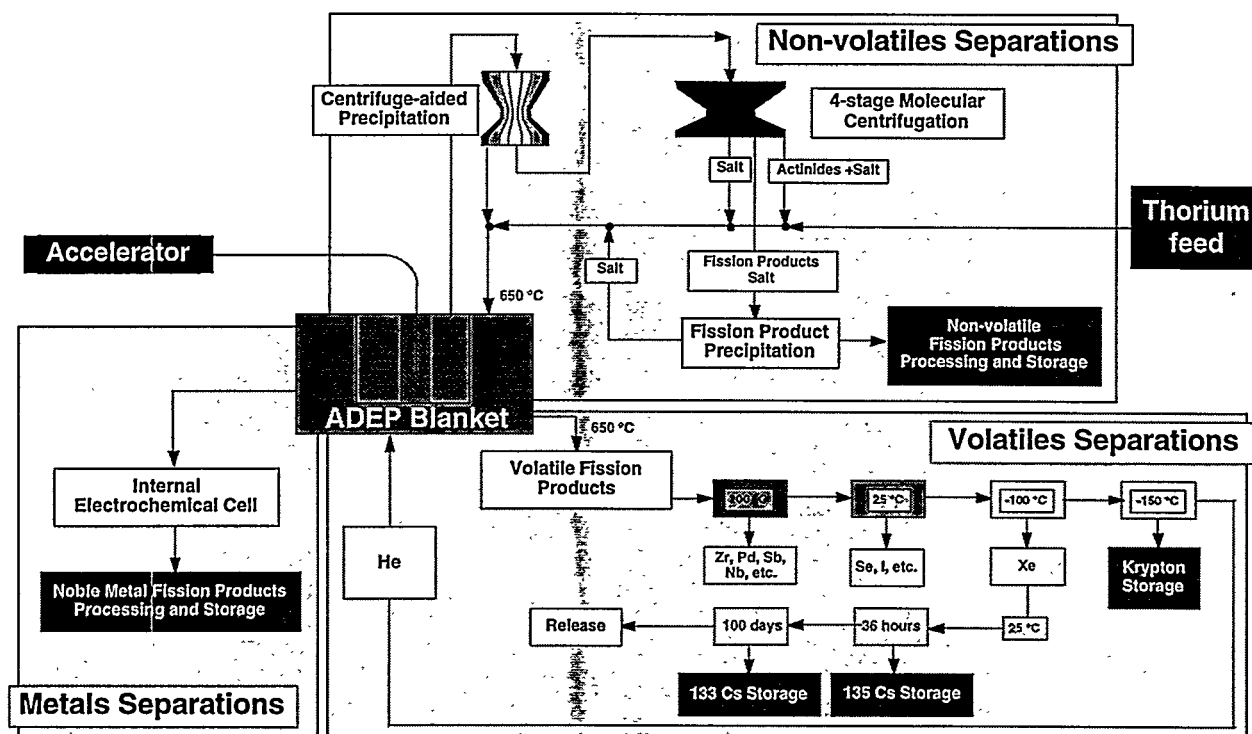 Non-volatiles Separations
Centrifuge-aided
Precipitation
4-stage Molecular
Centrifugation
Salt
Actinides +Salt
Thorium
feed
Accelerator
Salt
Fission Products
Salt
650 °C
Fission Product
Precipitation
Non-volatile
Fission Products
Processing and Storage
ADEP Blanket
650 °C
Volatiles Separations
Internal
Electrochemical Cell
Volatile Fission
Products
25 °C
-100 °C
-150 °C
He
Zr, Pd, Sb,
Nb, etc.
Se, I, etc.
Xe
Krypton
Storage
Noble Metal Fission Products
Processing and Storage
Release
100 days
36 hours
25 °C
133 Cs Storage
135 Cs Storage
Metals Separations